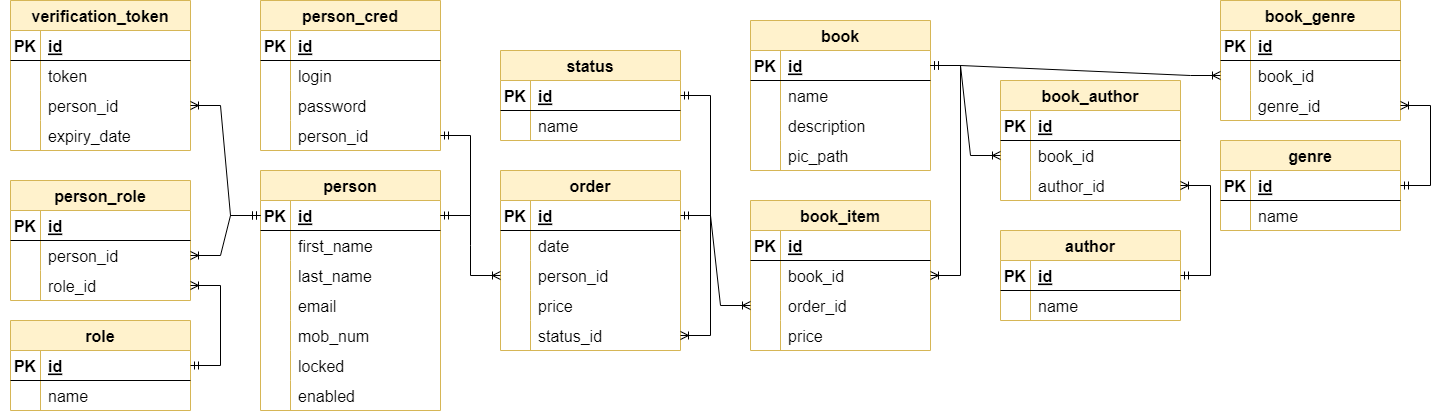 verification_token
PK id
token
person_id
expiry_date
person_role
PK id
person_id
role_id
role
PK id
name
person_cred
PK id
login
password
person_id
person
PK id
first_name
last_name
email
mob_num
locked
enabled
status
PK id
name
order
PK id
date
person_id
price
status_id
book
PK id
name
description
pic_path
book_item
PK id
book_id
order_id
price
book_author
PK id
book_id
author_id
author
PK id
name
book_genre
PK id
book_id
genre_id
genre
PK id
name